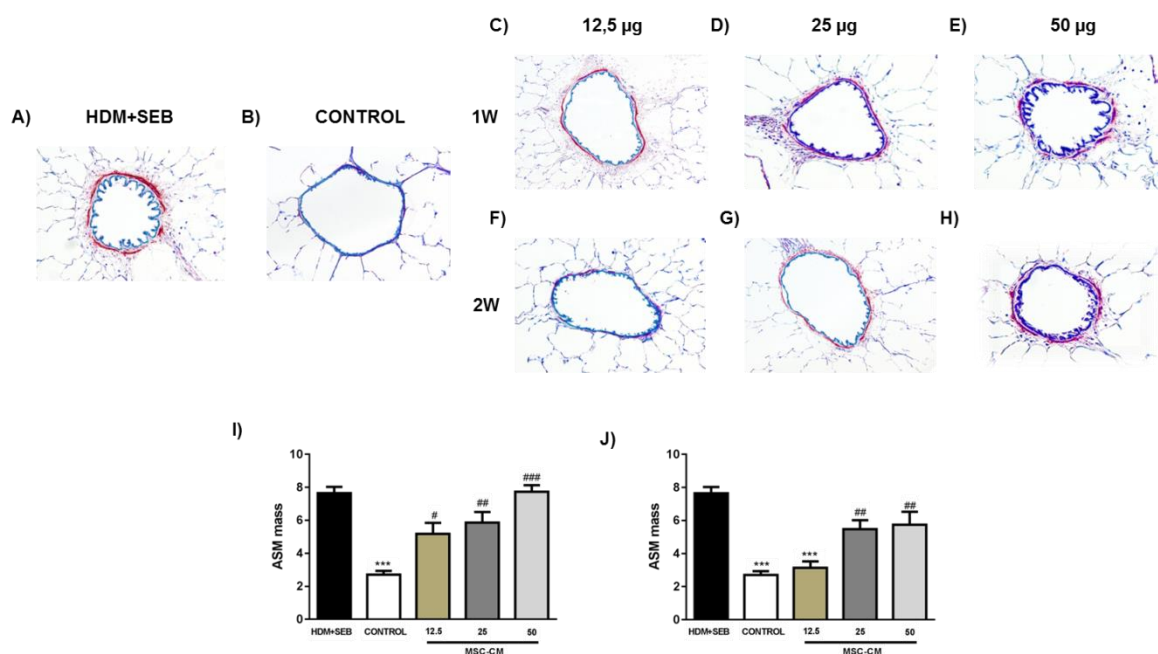 C) 12,5 µg D) 25 µg E) 50 µg
A) HDM+SEB B) CONTROL
1W
F) G) H)
2W
I)
10
8
6
4
2
0
ASM mass
***
#
##
###
HDM+SEB CONTROL 12.5 25 50
MSC-CM
J)
10
8
6
4
2
0
ASM mass
***
***
##
##
HDM+SEB CONTROL 12.5 25 50
MSC-CM